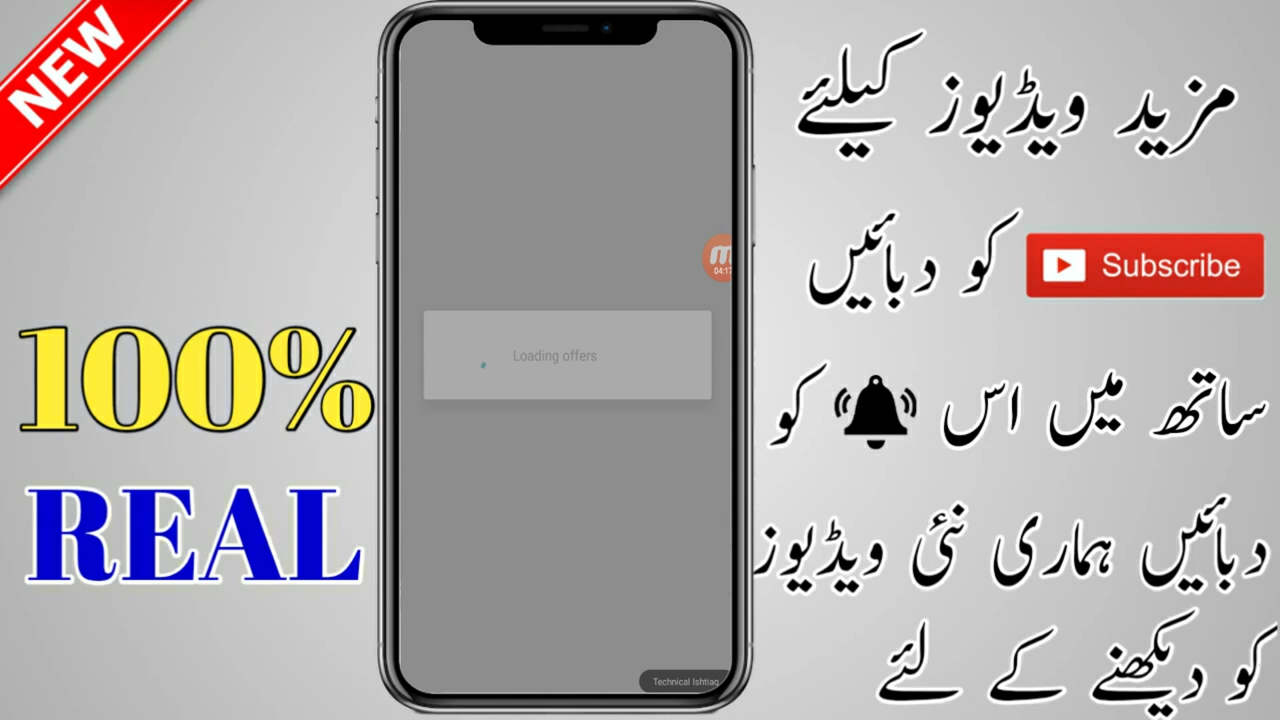 NEW
100%
REAL
04:17
Loading offers
Technical Ishtiaq
مزید ویڈیوز کیلئے
Subscribe کو دبائیں
ساتھ میں اس کو
دبائیں ہماری نئی ویڈیوز
کو دیکھنے کے لئے